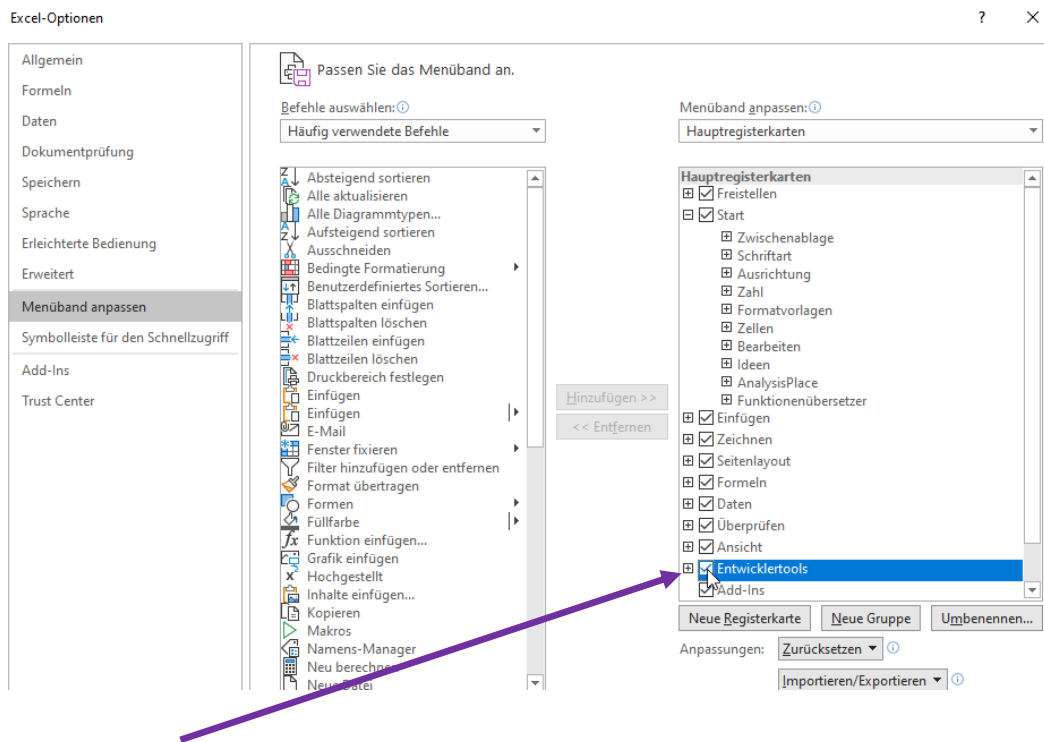 Excel-Optionen
?
Allgemein
Formeln
Daten
Dokumentprüfung
Speichern
Sprache
Erleichterte Bedienung
Erweitert
Menüband anpassen
Symbolleiste für den Schnellzugriff
Add-Ins
Trust Center
Passen Sie das Menüband an.
Befehle auswählen:
Häufig verwendete Befehle
Absteigend sortieren
Alle aktualisieren
Alle Diagrammtypen...
Aufsteigend sortieren
Ausschneiden
Bedingte Formatierung
Benutzerdefiniertes Sortieren...
Blattspalten einfügen
Blattspalten löschen
Blattzeilen einfügen
Blattzeilen löschen
Druckbereich festlegen
Einfügen
Einfügen
E-Mail
Fenster fixieren
Filter hinzufügen oder entfernen
Format übertragen
Formen
Füllfarbe
Funktion einfügen...
Grafik einfügen
Hochgestellt
Inhalte einfügen...
Kopieren
Makros
Namens-Manager
Neu berechnen
Neue Datei
Hinzufügen >>
<< Entfernen
Menüband anpassen:
Hauptregisterkarten
Hauptregisterkarten
Freistellen
Start
Zwischenablage
Schriftart
Ausrichtung
Zahl
Formatvorlagen
Zellen
Bearbeiten
Ideen
AnalysisPlace
Funktionenübersetzer
Einfügen
Zeichnen
Seitenlayout
Formeln
Daten
Überprüfen
Ansicht
Entwicklertools
Add-Ins
Neue Registerkarte
Neue Gruppe
Umbenennen...
Anpassungen:
Zurücksetzen
Importieren/Exportieren